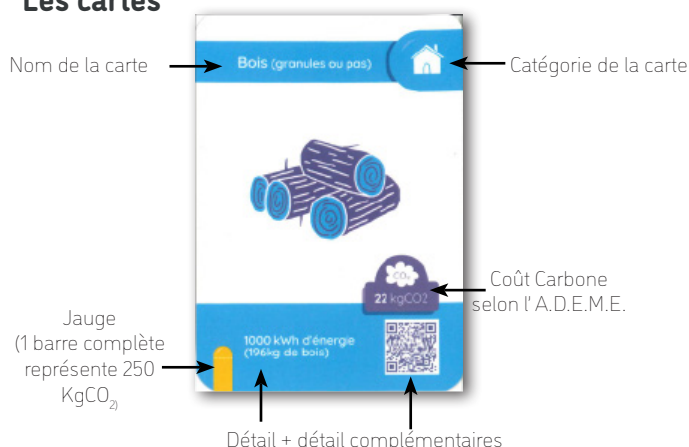 Les cartes
Nom de la carte
Bois (granules ou pas)
Catégorie de la carte
CO₂
22 kgCO2
Coût Carbone
selon l' A.D.E.M.E.
Jauge
(1 barre complète
représente 250
KgCO₂)
1000 kWh d'énergie
(196kg de bois)
Détail + détail complémentaires